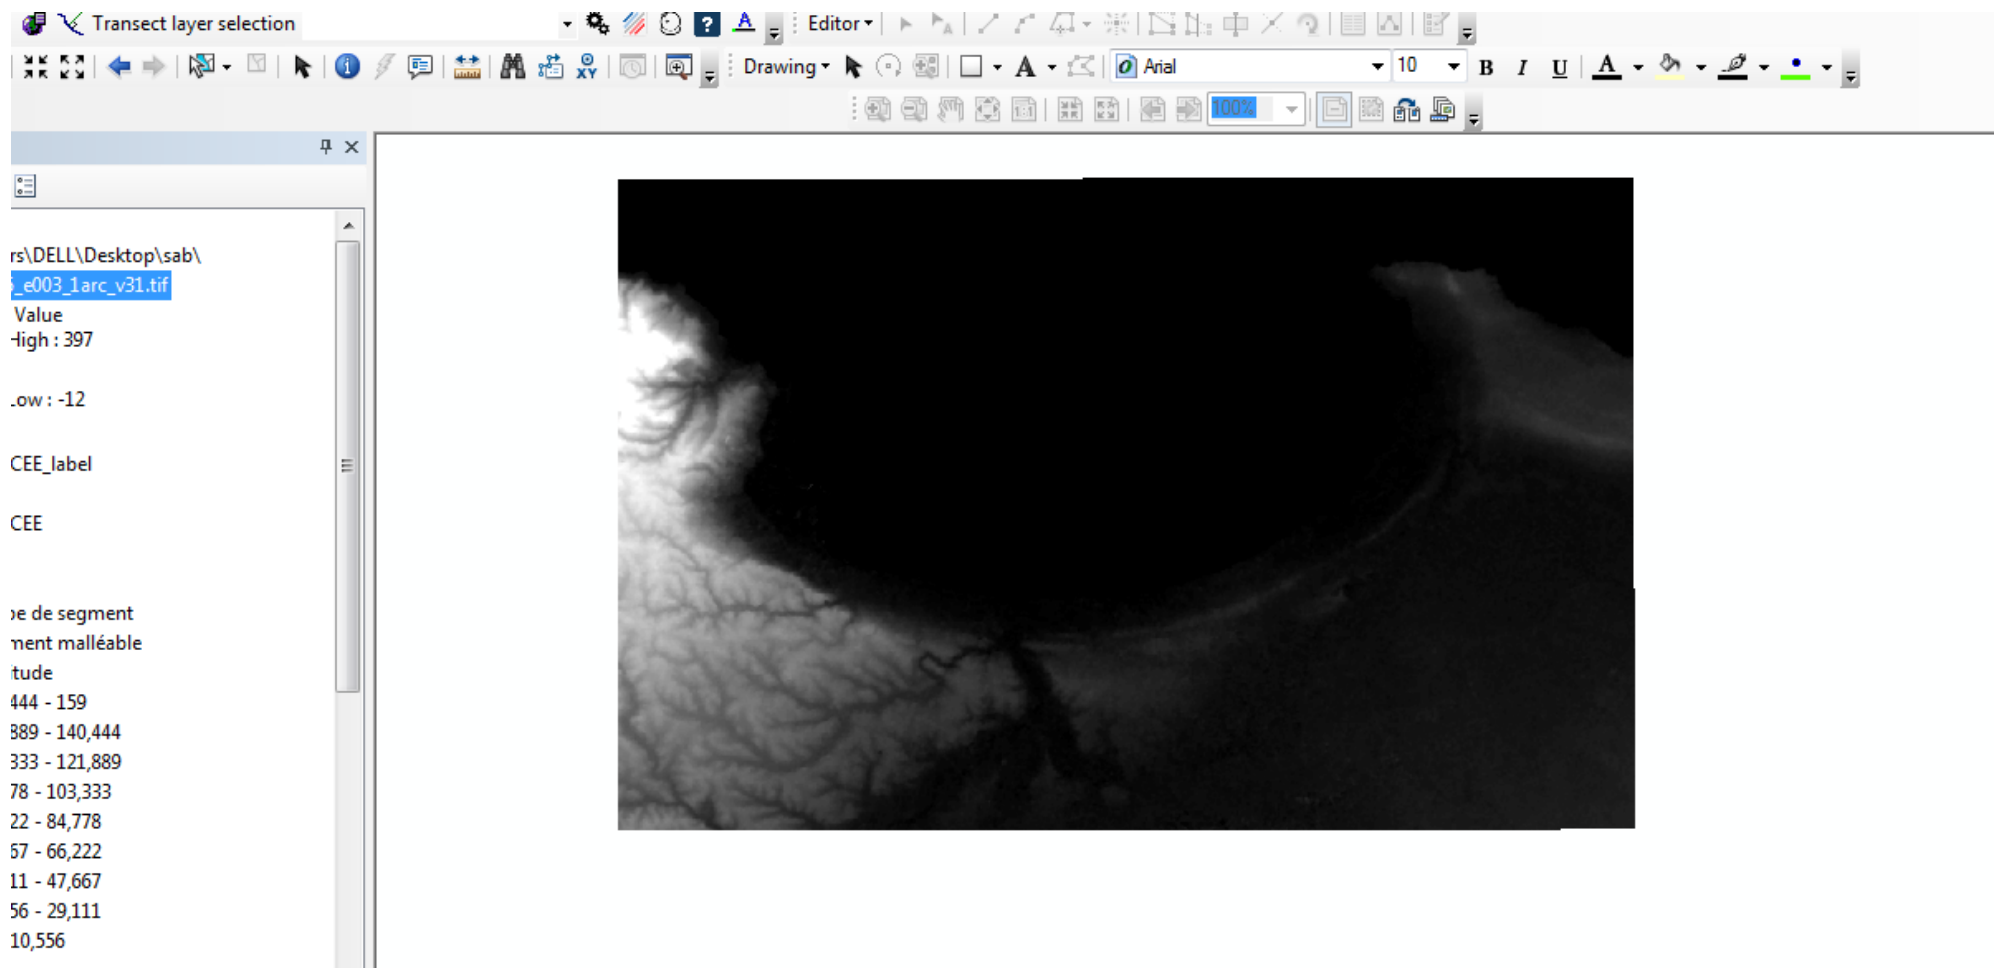 Transect layer selection Editor
Drawing A Arial 10 B I U A
100%
rs\DELL\Desktop\sab\
_e003_1arc_v31.tif
Value
High : 397
Low : -12
CEE_label
CEE
pe de segment
ment malléable
itude
444 - 159
889 - 140,444
333 - 121,889
78 - 103,333
22 - 84,778
67 - 66,222
11 - 47,667
56 - 29,111
10,556